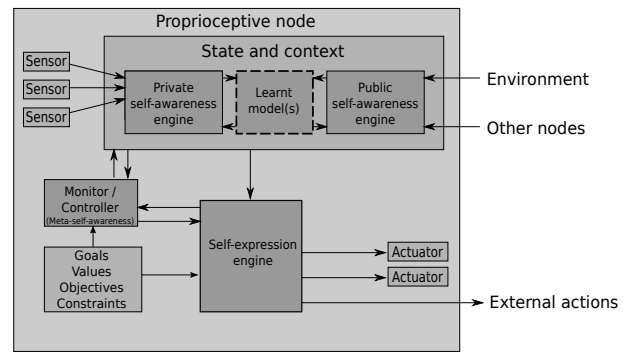 Proprioceptive node
State and context
Sensor
Sensor
Sensor
Private
self-awareness
engine
Learnt
model(s)
Public
self-awareness
engine
Environment
Other nodes
Monitor /
Controller
(Meta-self-awareness)
Goals
Values
Objectives
Constraints
Self-expression
engine
Actuator
Actuator
External actions